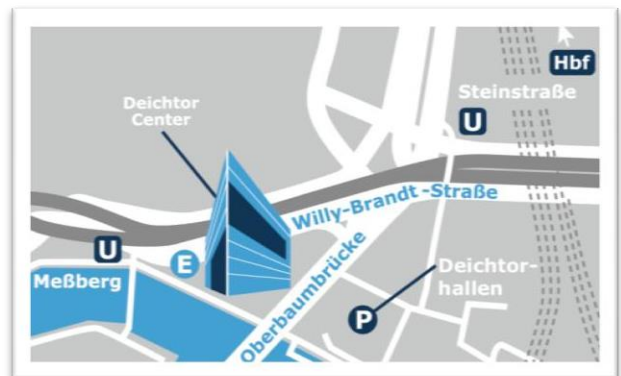 Hbf
Steinstraße
U
Deichtor
Center
Willy-Brandt-Straße
U
E
Meßberg
Oberbaumbrücke
Deichtor-
hallen
P